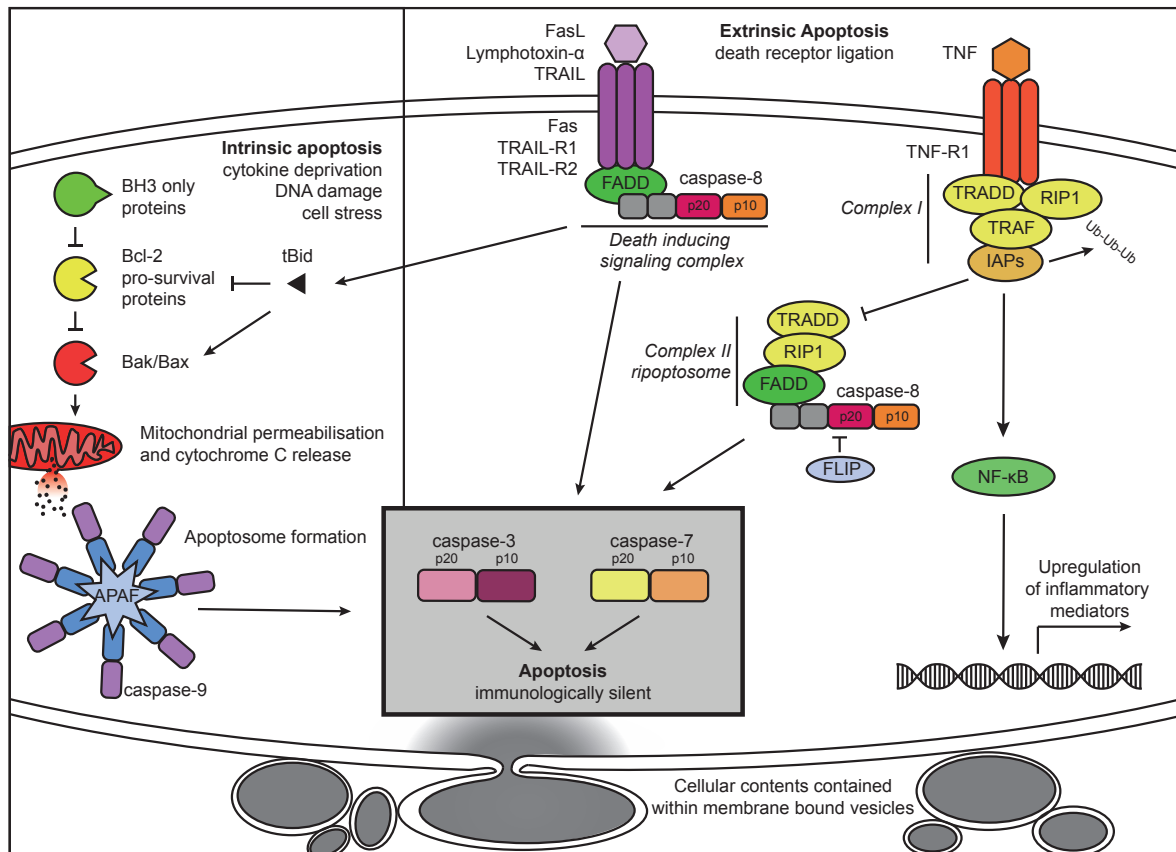 FasL
Lymphotoxin-α
TRAIL
Extrinsic Apoptosis
death receptor ligation
TNF
Fas
TRAIL-R1
TRAIL-R2
TNF-R1
Intrinsic apoptosis
cytokine deprivation
DNA damage
cell stress
BH3 only
proteins
FADD
caspase-8
p20
p10
Death inducing
signaling complex
Complex I
TRADD
RIP1
TRAF
IAPs
Ub-Ub-Ub
Bcl-2
pro-survival
proteins
tBid
Bak/Bax
Complex II
ripoptosome
TRADD
RIP1
FADD
caspase-8
p20
p10
FLIP
NF-κB
Mitochondrial permeabilisation
and cytochrome C release
Apoptosome formation
APAF
caspase-9
caspase-3
p20
p10
caspase-7
p20
p10
Apoptosis
immunologically silent
Upregulation
of inflammatory
mediators
Cellular contents contained
within membrane bound vesicles